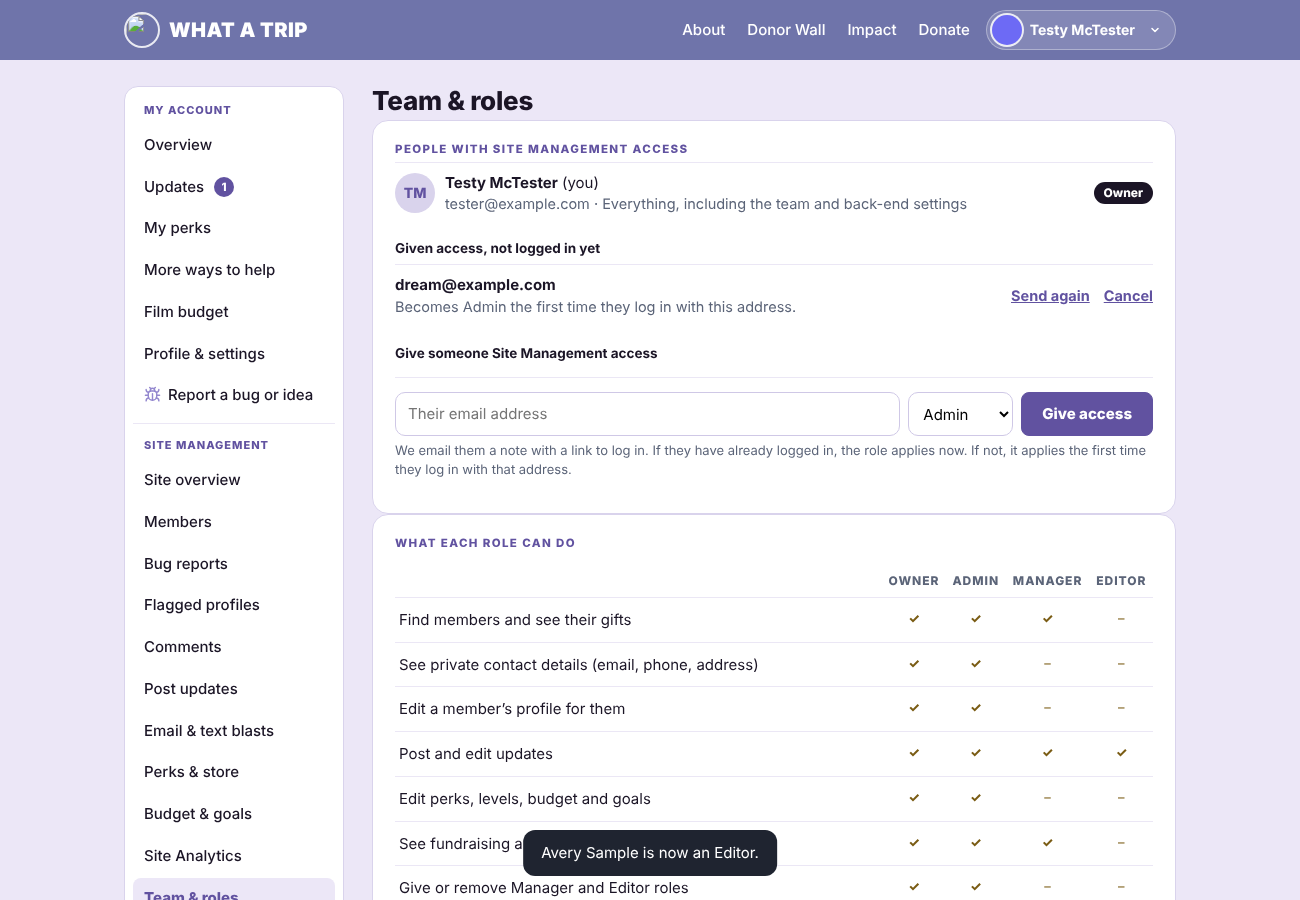 WHAT A TRIP
About
Donor Wall
Impact
Donate
Testy McTester
MY ACCOUNT
Overview
Updates 1
My perks
More ways to help
Film budget
Profile & settings
Report a bug or idea
SITE MANAGEMENT
Site overview
Members
Bug reports
Flagged profiles
Comments
Post updates
Email & text blasts
Perks & store
Budget & goals
Site Analytics
Team & roles
Team & roles
PEOPLE WITH SITE MANAGEMENT ACCESS
TM
Testy McTester (you)
tester@example.com · Everything, including the team and back-end settings
Owner
Given access, not logged in yet
dream@example.com
Becomes Admin the first time they log in with this address.
Send again
Cancel
Give someone Site Management access
Their email address
Admin
Give access
We email them a note with a link to log in. If they have already logged in, the role applies now. If not, it applies the first time
they log in with that address.
WHAT EACH ROLE CAN DO
OWNER ADMIN MANAGER EDITOR
Find members and see their gifts ✓ ✓ ✓ –
See private contact details (email, phone, address) ✓ ✓ – –
Edit a member’s profile for them ✓ ✓ – –
Post and edit updates ✓ ✓ ✓ ✓
Edit perks, levels, budget and goals ✓ ✓ – –
See fundraising ✓ ✓ ✓ –
Avery Sample is now an Editor.
Give or remove Manager and Editor roles ✓ ✓ – –